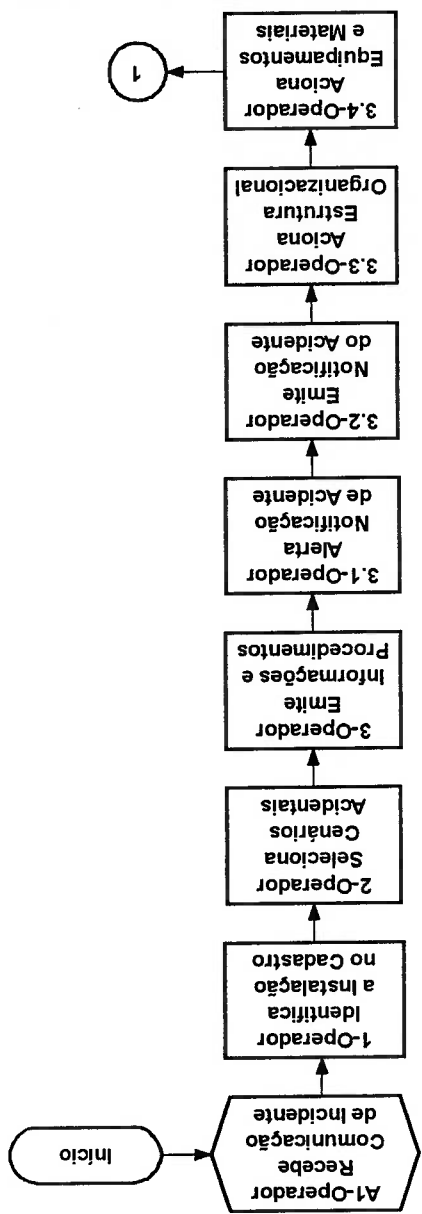 Início
A1-Operador
Recebe
Comunicação
de Incidente
1-Operador
Identifica
a Instalação
no Cadastro
2-Operador
Seleciona
Cenários
Acidentais
3-Operador
Emite
Informações e
Procedimentos
3.1-Operador
Alerta
Notificação
de Acidente
3.2-Operador
Emite
Notificação
do Acidente
3.3-Operador
Aciona
Estrutura
Organizacional
3.4-Operador
Aciona
Equipamentos
e Materiais
1